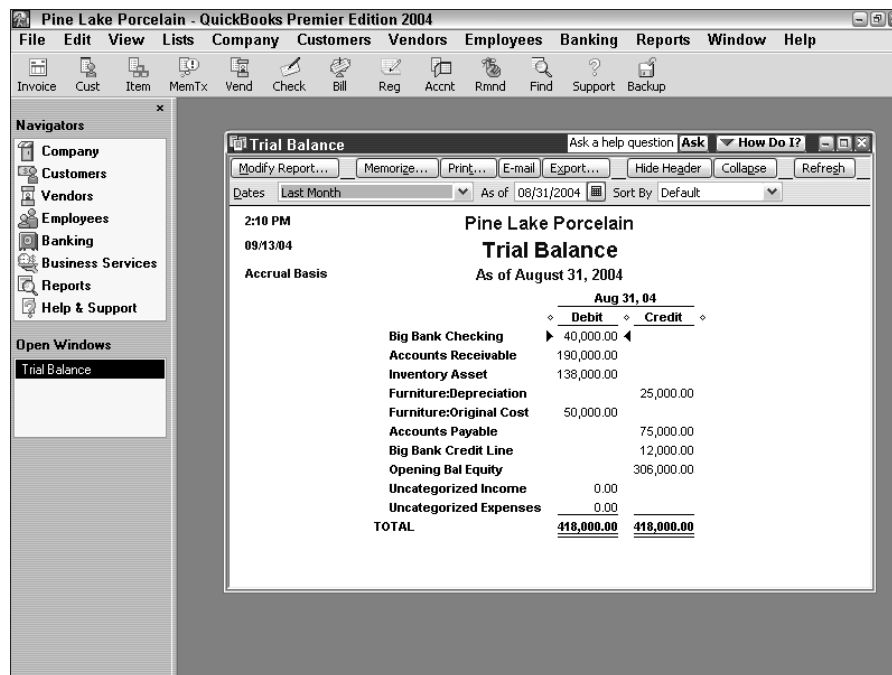 Pine Lake Porcelain - QuickBooks Premier Edition 2004
File Edit View Lists Company Customers Vendors Employees Banking Reports Window Help
Invoice Cust Item MemTx Vend Check Bill Reg Accnt Rmnd Find Support Backup
Navigators
Company
Customers
Vendors
Employees
Banking
Business Services
Reports
Help & Support
Open Windows
Trial Balance
Trial Balance Ask a help question Ask How Do I?
Modify Report... Memorize... Print... E-mail Export... Hide Header Collapse Refresh
Dates Last Month As of 08/31/2004 Sort By Default
2:10 PM Pine Lake Porcelain
09/13/04 Trial Balance
Accrual Basis As of August 31, 2004
Aug 31, 04
Debit Credit
Big Bank Checking 40,000.00
Accounts Receivable 190,000.00
Inventory Asset 138,000.00
Furniture:Depreciation 25,000.00
Furniture:Original Cost 50,000.00
Accounts Payable 75,000.00
Big Bank Credit Line 12,000.00
Opening Bal Equity 306,000.00
Uncategorized Income 0.00
Uncategorized Expenses 0.00
TOTAL 418,000.00 418,000.00